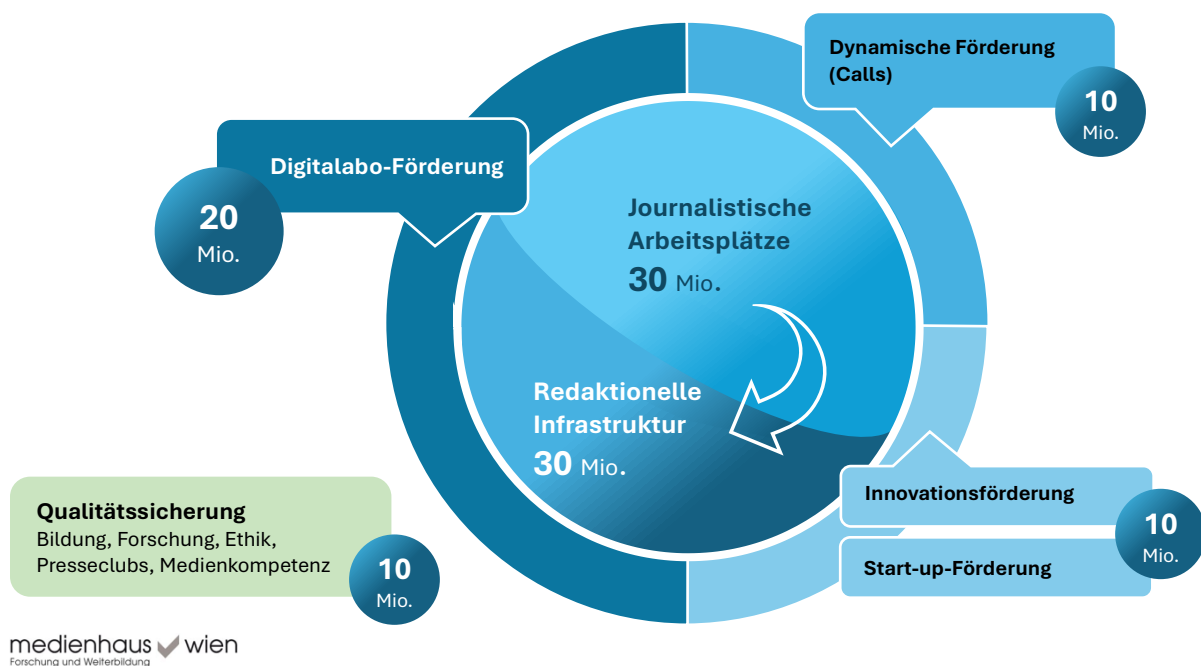 Dynamische Förderung
(Calls)
10
Mio.
Digitalabo-Förderung
20
Mio.
Journalistische
Arbeitsplätze
30 Mio.
Redaktionelle
Infrastruktur
30 Mio.
Innovationsförderung
Start-up-Förderung
10
Mio.
Qualitätssicherung
Bildung, Forschung, Ethik,
Presseclubs, Medienkompetenz
10
Mio.
medienhaus wien
Forschung und Weiterbildung